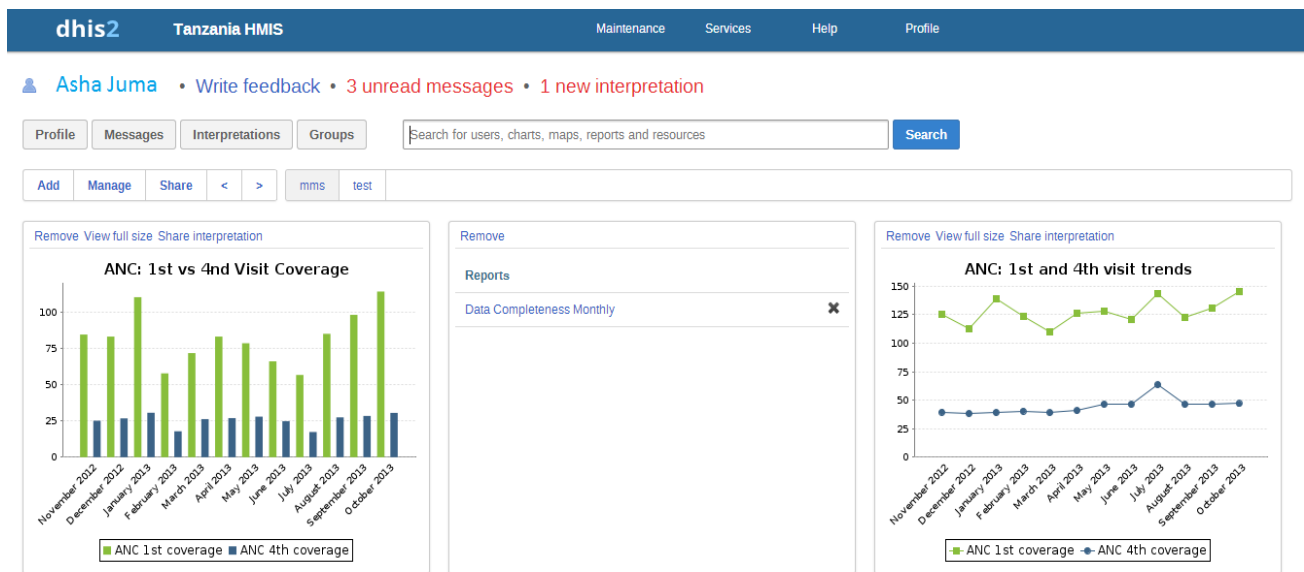 dhis2 Tanzania HMIS Maintenance Services Help Profile
Asha Juma • Write feedback • 3 unread messages • 1 new interpretation
Profile Messages Interpretations Groups Search for users, charts, maps, reports and resources Search
Add Manage Share < > mms test
Remove View full size Share interpretation
ANC: 1st vs 4nd Visit Coverage
100
75
50
25
0
November 2012 December 2012 January 2013 February 2013 March 2013 April 2013 May 2013 June 2013 July 2013 August 2013 September 2013 October 2013
ANC 1st coverage ANC 4th coverage
Remove
Reports
Data Completeness Monthly ✖
Remove View full size Share interpretation
ANC: 1st and 4th visit trends
150
125
100
75
50
25
0
November 2012 December 2012 January 2013 February 2013 March 2013 April 2013 May 2013 June 2013 July 2013 August 2013 September 2013 October 2013
ANC 1st coverage ANC 4th coverage